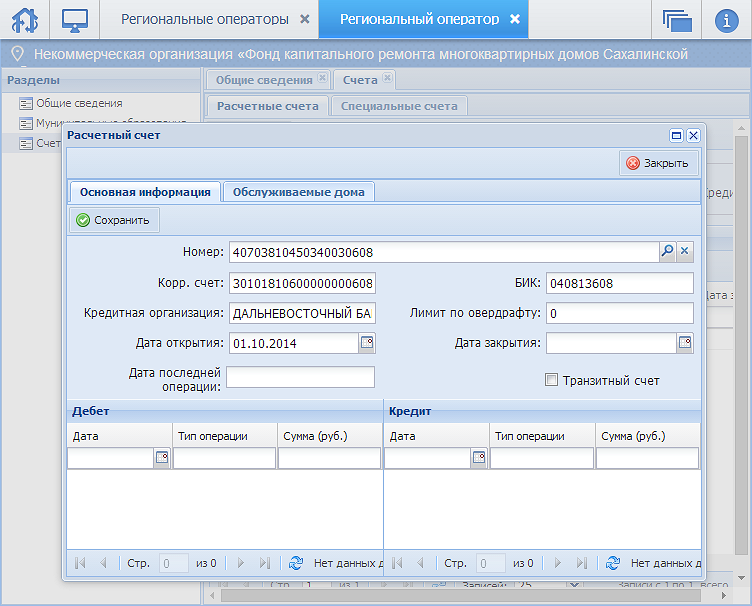 Региональные операторы
Региональный оператор
Некоммерческая организация «Фонд капитального ремонта многоквартирных домов Сахалинской
Разделы
Общие сведения
Счета
Общие сведения
Расчетные счета
Специальные счета
Муниципальные образования
Счет
Расчетный счет
Закрыть
Основная информация
Обслуживаемые дома
Сохранить
Номер: 40703810450340030608
Корр. счет: 30101810600000000608
БИК: 040813608
Кредитная организация: ДАЛЬНЕВОСТОЧНЫЙ БА
Лимит по овердрафту: 0
Дата открытия: 01.10.2014
Дата закрытия:
Дата последней
операции:
Транзитный счет
Дебет
Кредит
Дата Тип операции Сумма (руб.)
Дата Тип операции Сумма (руб.)
Стр. 0 из 0 Нет данных д
Стр. 0 из 0 Нет данных д
Стр. 1 из 1 Записей: 25 Записи с 1 по 1, всего